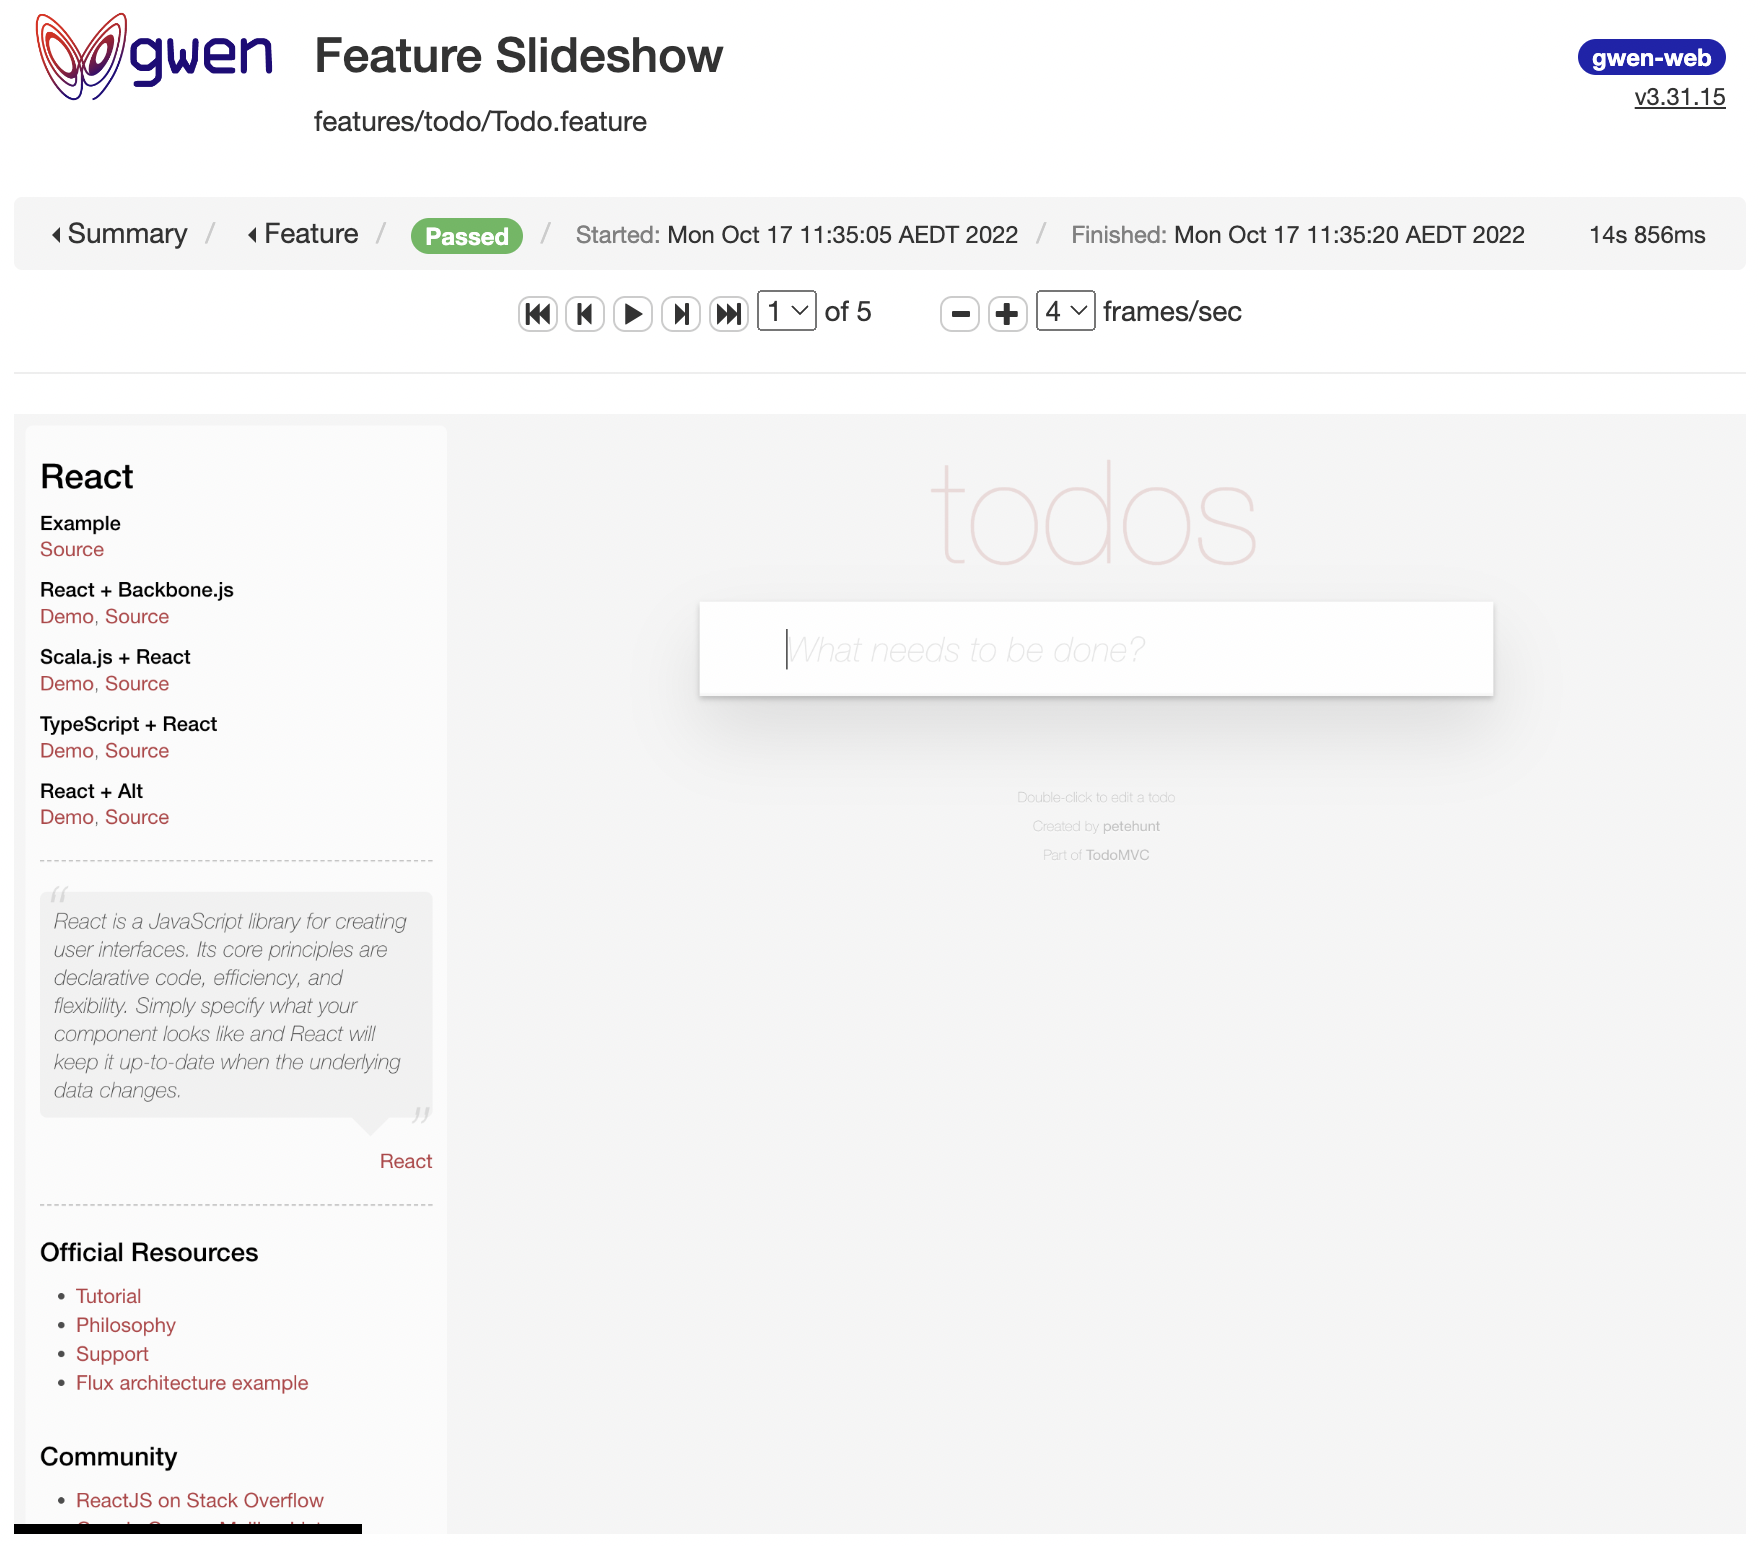 gwen
Feature Slideshow
gwen-web
v3.31.15
features/todo/Todo.feature
Summary / Feature / Passed / Started: Mon Oct 17 11:35:05 AEDT 2022 / Finished: Mon Oct 17 11:35:20 AEDT 2022 14s 856ms
1 of 5 4 frames/sec
React
Example
Source
React + Backbone.js
Demo, Source
Scala.js + React
Demo, Source
TypeScript + React
Demo, Source
React + Alt
Demo, Source
“
React is a JavaScript library for creating
user interfaces. Its core principles are
declarative code, efficiency, and
flexibility. Simply specify what your
component looks like and React will
keep it up-to-date when the underlying
data changes.
”
React
Official Resources
• Tutorial
• Philosophy
• Support
• Flux architecture example
Community
• ReactJS on Stack Overflow
todos
What needs to be done?
Double-click to edit a todo
Created by petehunt
Part of TodoMVC